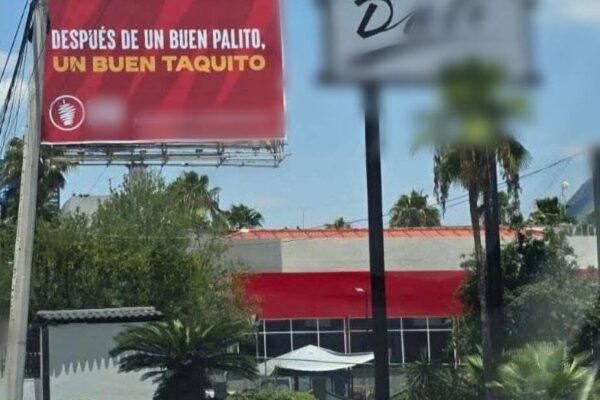 DESPUÉS DE UN BUEN PALITO,
UN BUEN TAQUITO